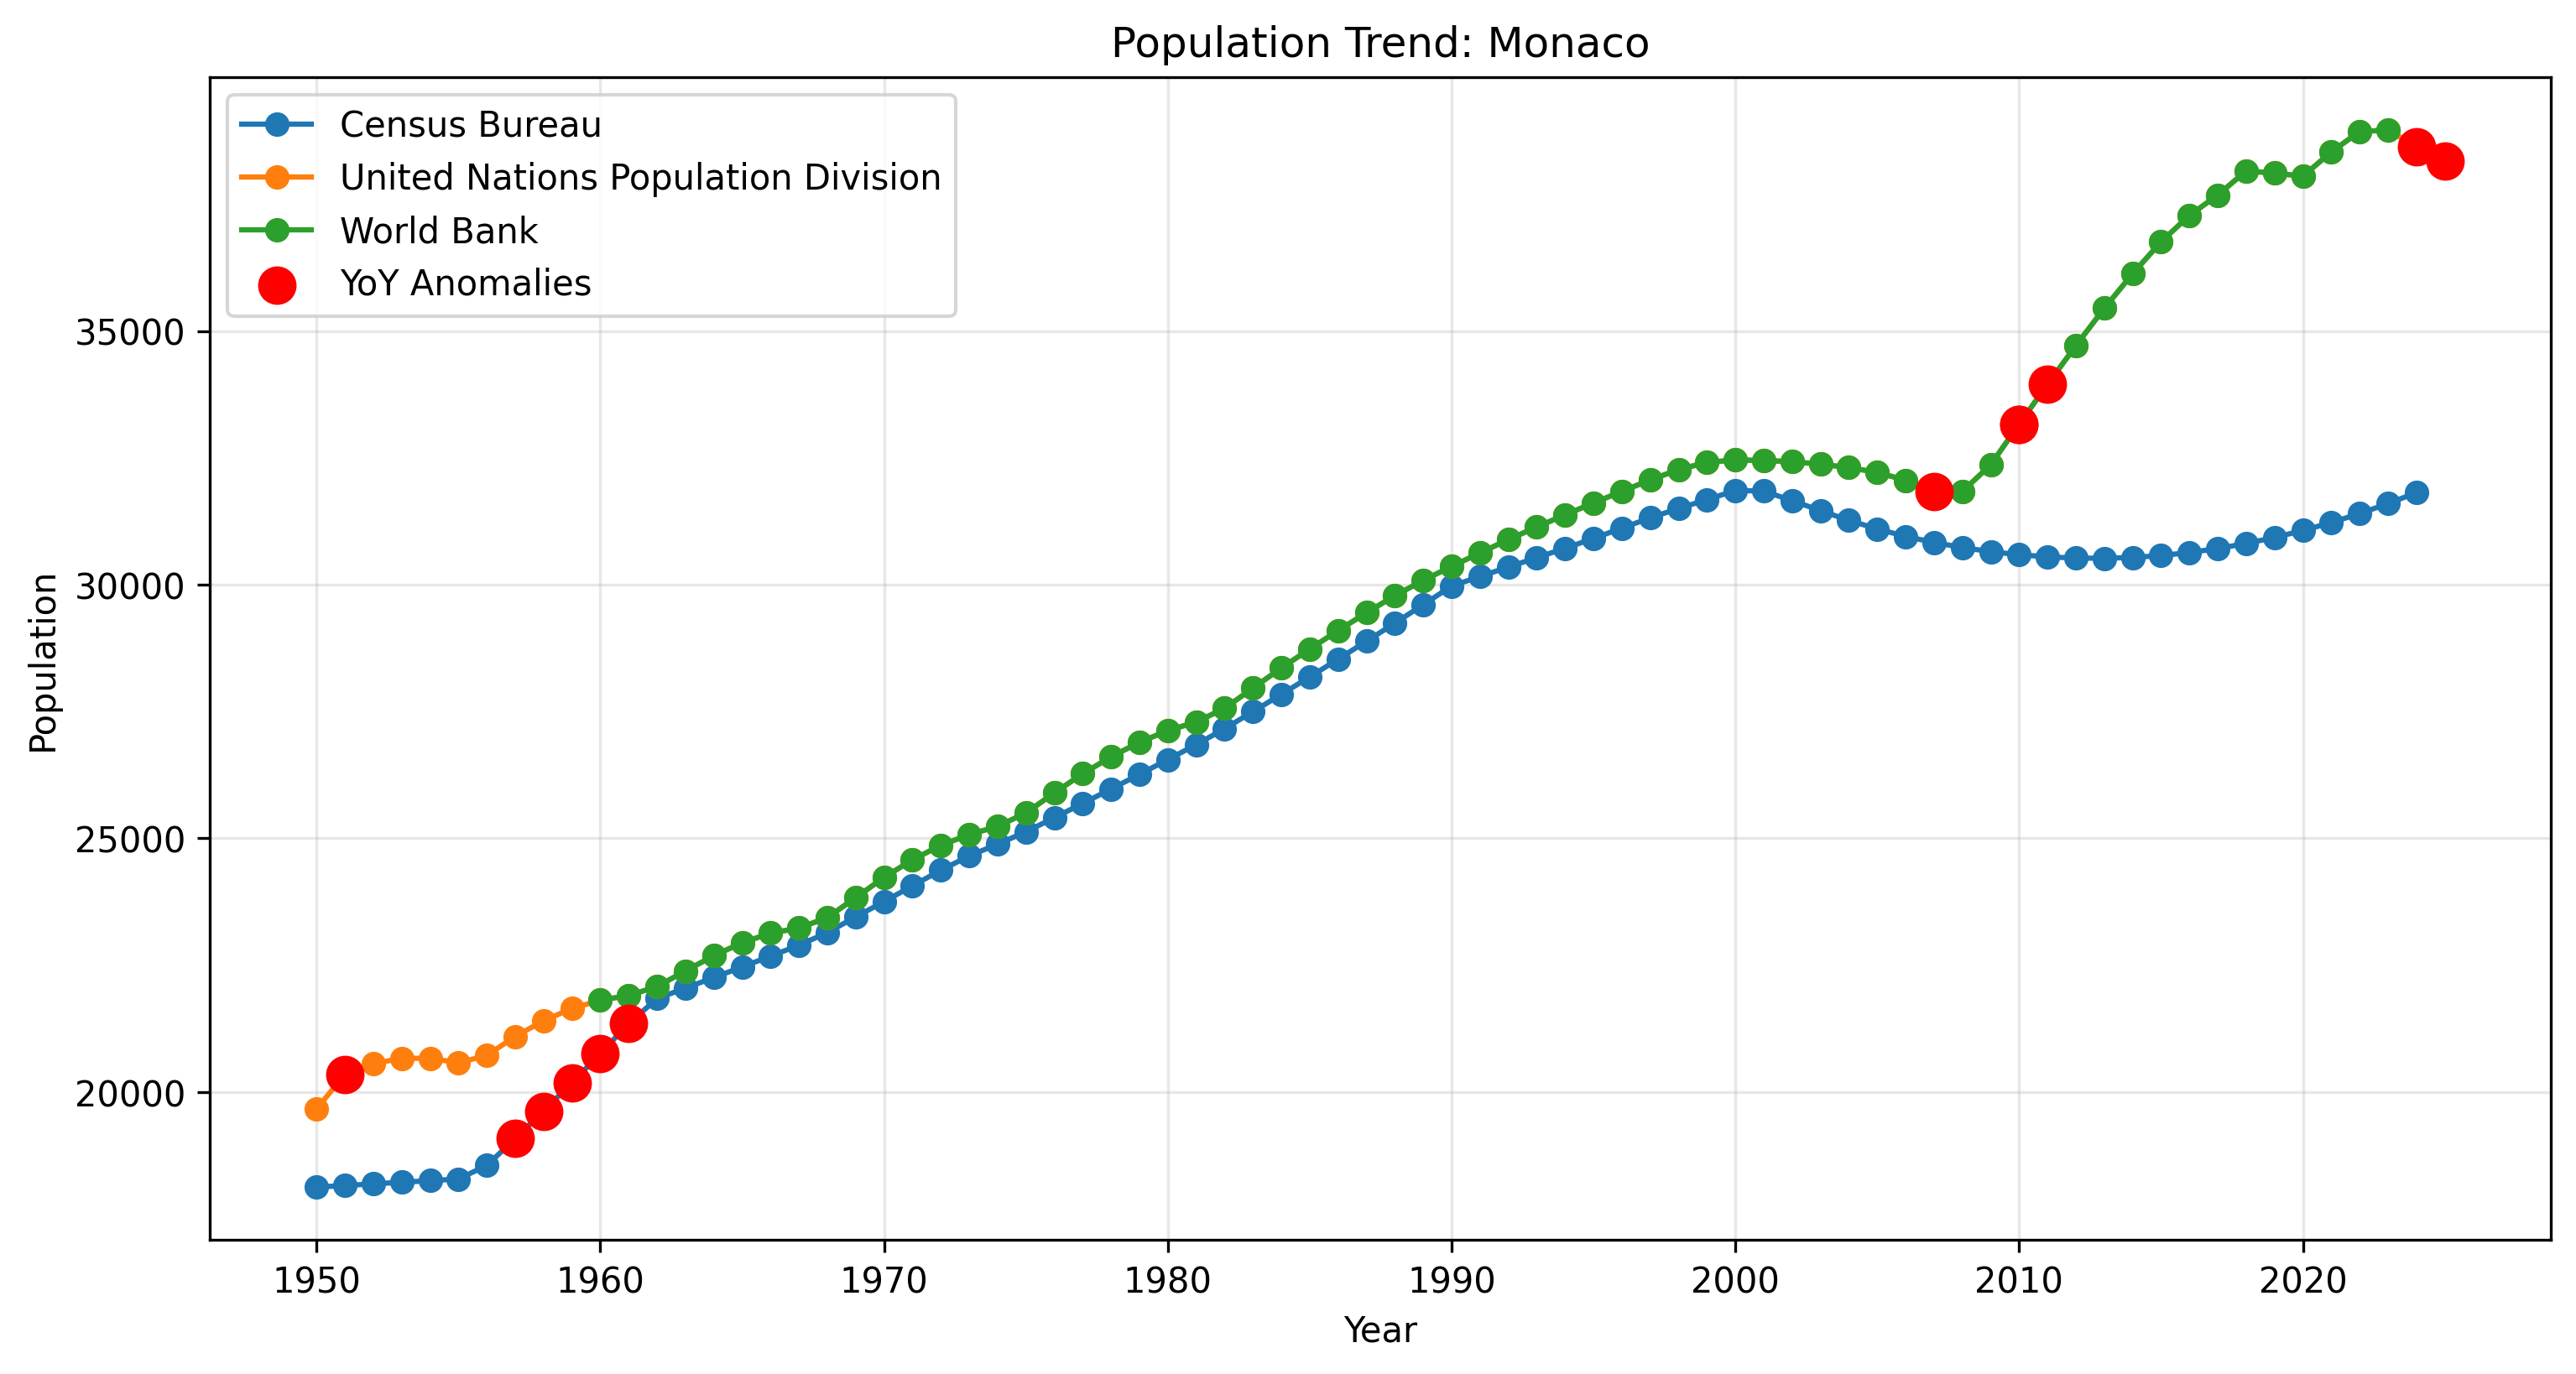 Population Trend: Monaco
Census Bureau
United Nations Population Division
World Bank
YoY Anomalies
35000
30000
25000
20000
Population
1950 1960 1970 1980 1990 2000 2010 2020
Year